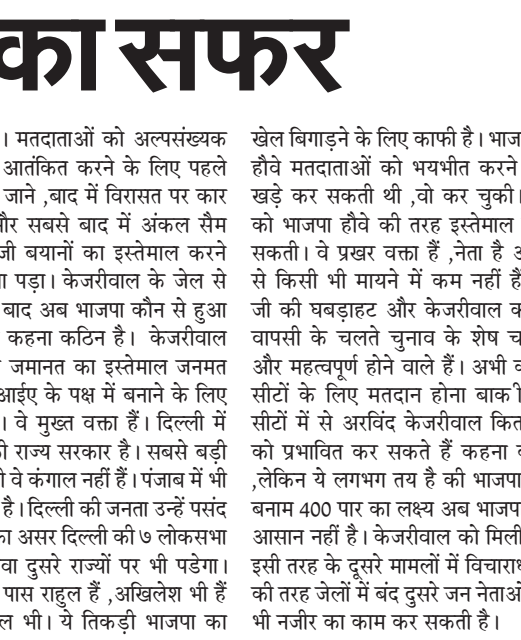 का सफर
। मतदाताओं को अल्पसंख्यक
आतंकित करने के लिए पहले
जाने ,बाद में विरासत पर कार
और सबसे बाद में अंकल सैम
जी बयानों का इस्तेमाल करने
पड़ा। केजरीवाल के जेल से
बाद अब भाजपा कौन से हुआ
कहना कठिन है। केजरीवाल
जमानत का इस्तेमाल जनमत
आईए के पक्ष में बनाने के लिए
। वे मुख्त वक्ता हैं। दिल्ली में
राज्य सरकार है। सबसे बड़ी
वे कंगाल नहीं हैं। पंजाब में भी
है। दिल्ली की जनता उन्हें पसंद
का असर दिल्ली की ७ लोकसभा
वा दुसरे राज्यों पर भी पडेगा।
पास राहुल हैं ,अखिलेश भी हैं
ल भी। ये तिकड़ी भाजपा का
खेल बिगाड़ने के लिए काफी है। भाज
हौवे मतदाताओं को भयभीत करने
खड़े कर सकती थी ,वो कर चुकी।
को भाजपा हौवे की तरह इस्तेमाल
सकती। वे प्रखर वक्ता हैं ,नेता है
से किसी भी मायने में कम नहीं हैं
जी की घबड़ाहट और केजरीवाल क
वापसी के चलते चुनाव के शेष च
और महत्वपूर्ण होने वाले हैं। अभी
सीटों के लिए मतदान होना बाकी
सीटों में से अरविंद केजरीवाल कित
को प्रभावित कर सकते हैं कहना
,लेकिन ये लगभग तय है की भाजपा
बनाम 400 पार का लक्ष्य अब भाजप
आसान नहीं है। केजरीवाल को मिली
इसी तरह के दूसरे मामलों में विचारा
की तरह जेलों में बंद दुसरे जन नेताओ
भी नजीर का काम कर सकती है।